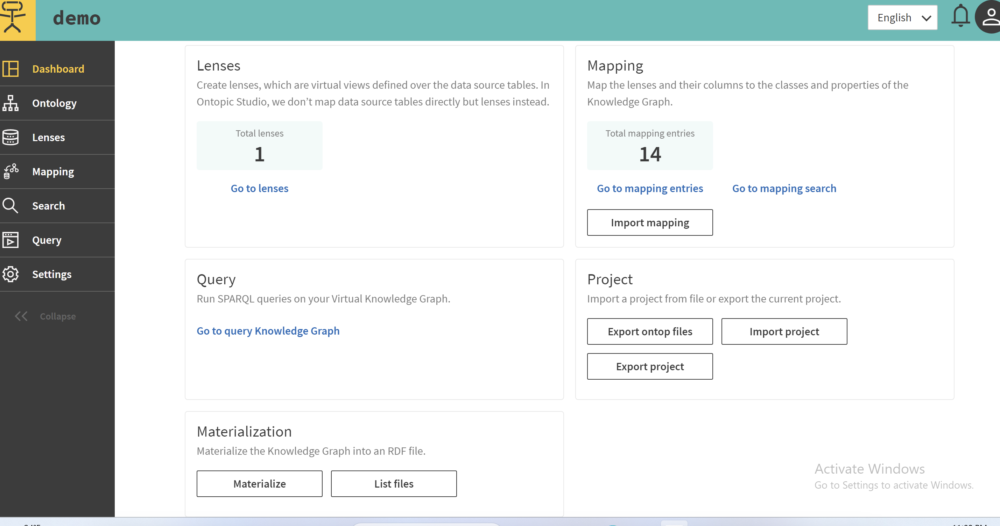 demo
English
Dashboard
Ontology
Lenses
Mapping
Search
Query
Settings
Collapse
Lenses
Create lenses, which are virtual views defined over the data source tables. In
Ontopic Studio, we don’t map data source tables directly but lenses instead.
Total lenses
1
Go to lenses
Mapping
Map the lenses and their columns to the classes and properties of the
Knowledge Graph.
Total mapping entries
14
Go to mapping entries
Go to mapping search
Import mapping
Query
Run SPARQL queries on your Virtual Knowledge Graph.
Go to query Knowledge Graph
Project
Import a project from file or export the current project.
Export ontop files
Import project
Export project
Materialization
Materialize the Knowledge Graph into an RDF file.
Materialize
List files
Activate Windows
Go to Settings to activate Windows.